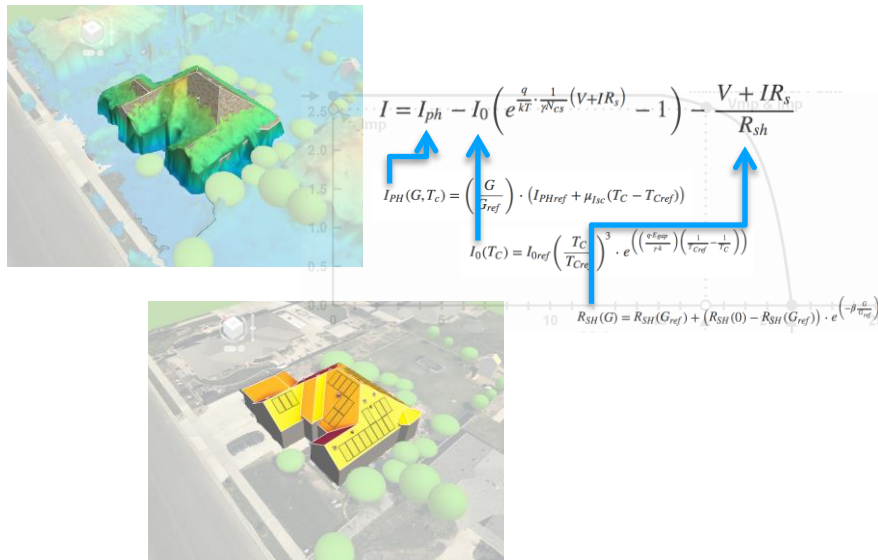 Vmp & Imp
I = I_{ph} − I_0(e^{\frac{q}{kT}·\frac{1}{γN_{cs}}(V+IR_s)} − 1) − \frac{V + IR_s}{R_{sh}}
2.5
Imp
2.0
I_{PH}(G, T_c) = (\frac{G}{G_{ref}}) · (I_{PHref} + μ_{Isc}(T_C − T_{Cref}))
1.5
I_0(T_C) = I_{0ref}(\frac{T_C}{T_{Cref}})^3 · e^{((\frac{q·E_{gap}}{γ·k})(\frac{1}{T_{Cref}} − \frac{1}{T_C}))}
0.5
0.0
10
R_{SH}(G) = R_{SH}(G_{ref}) + (R_{SH}(0) − R_{SH}(G_{ref})) · e^{(−β\frac{G}{G_{ref}})}